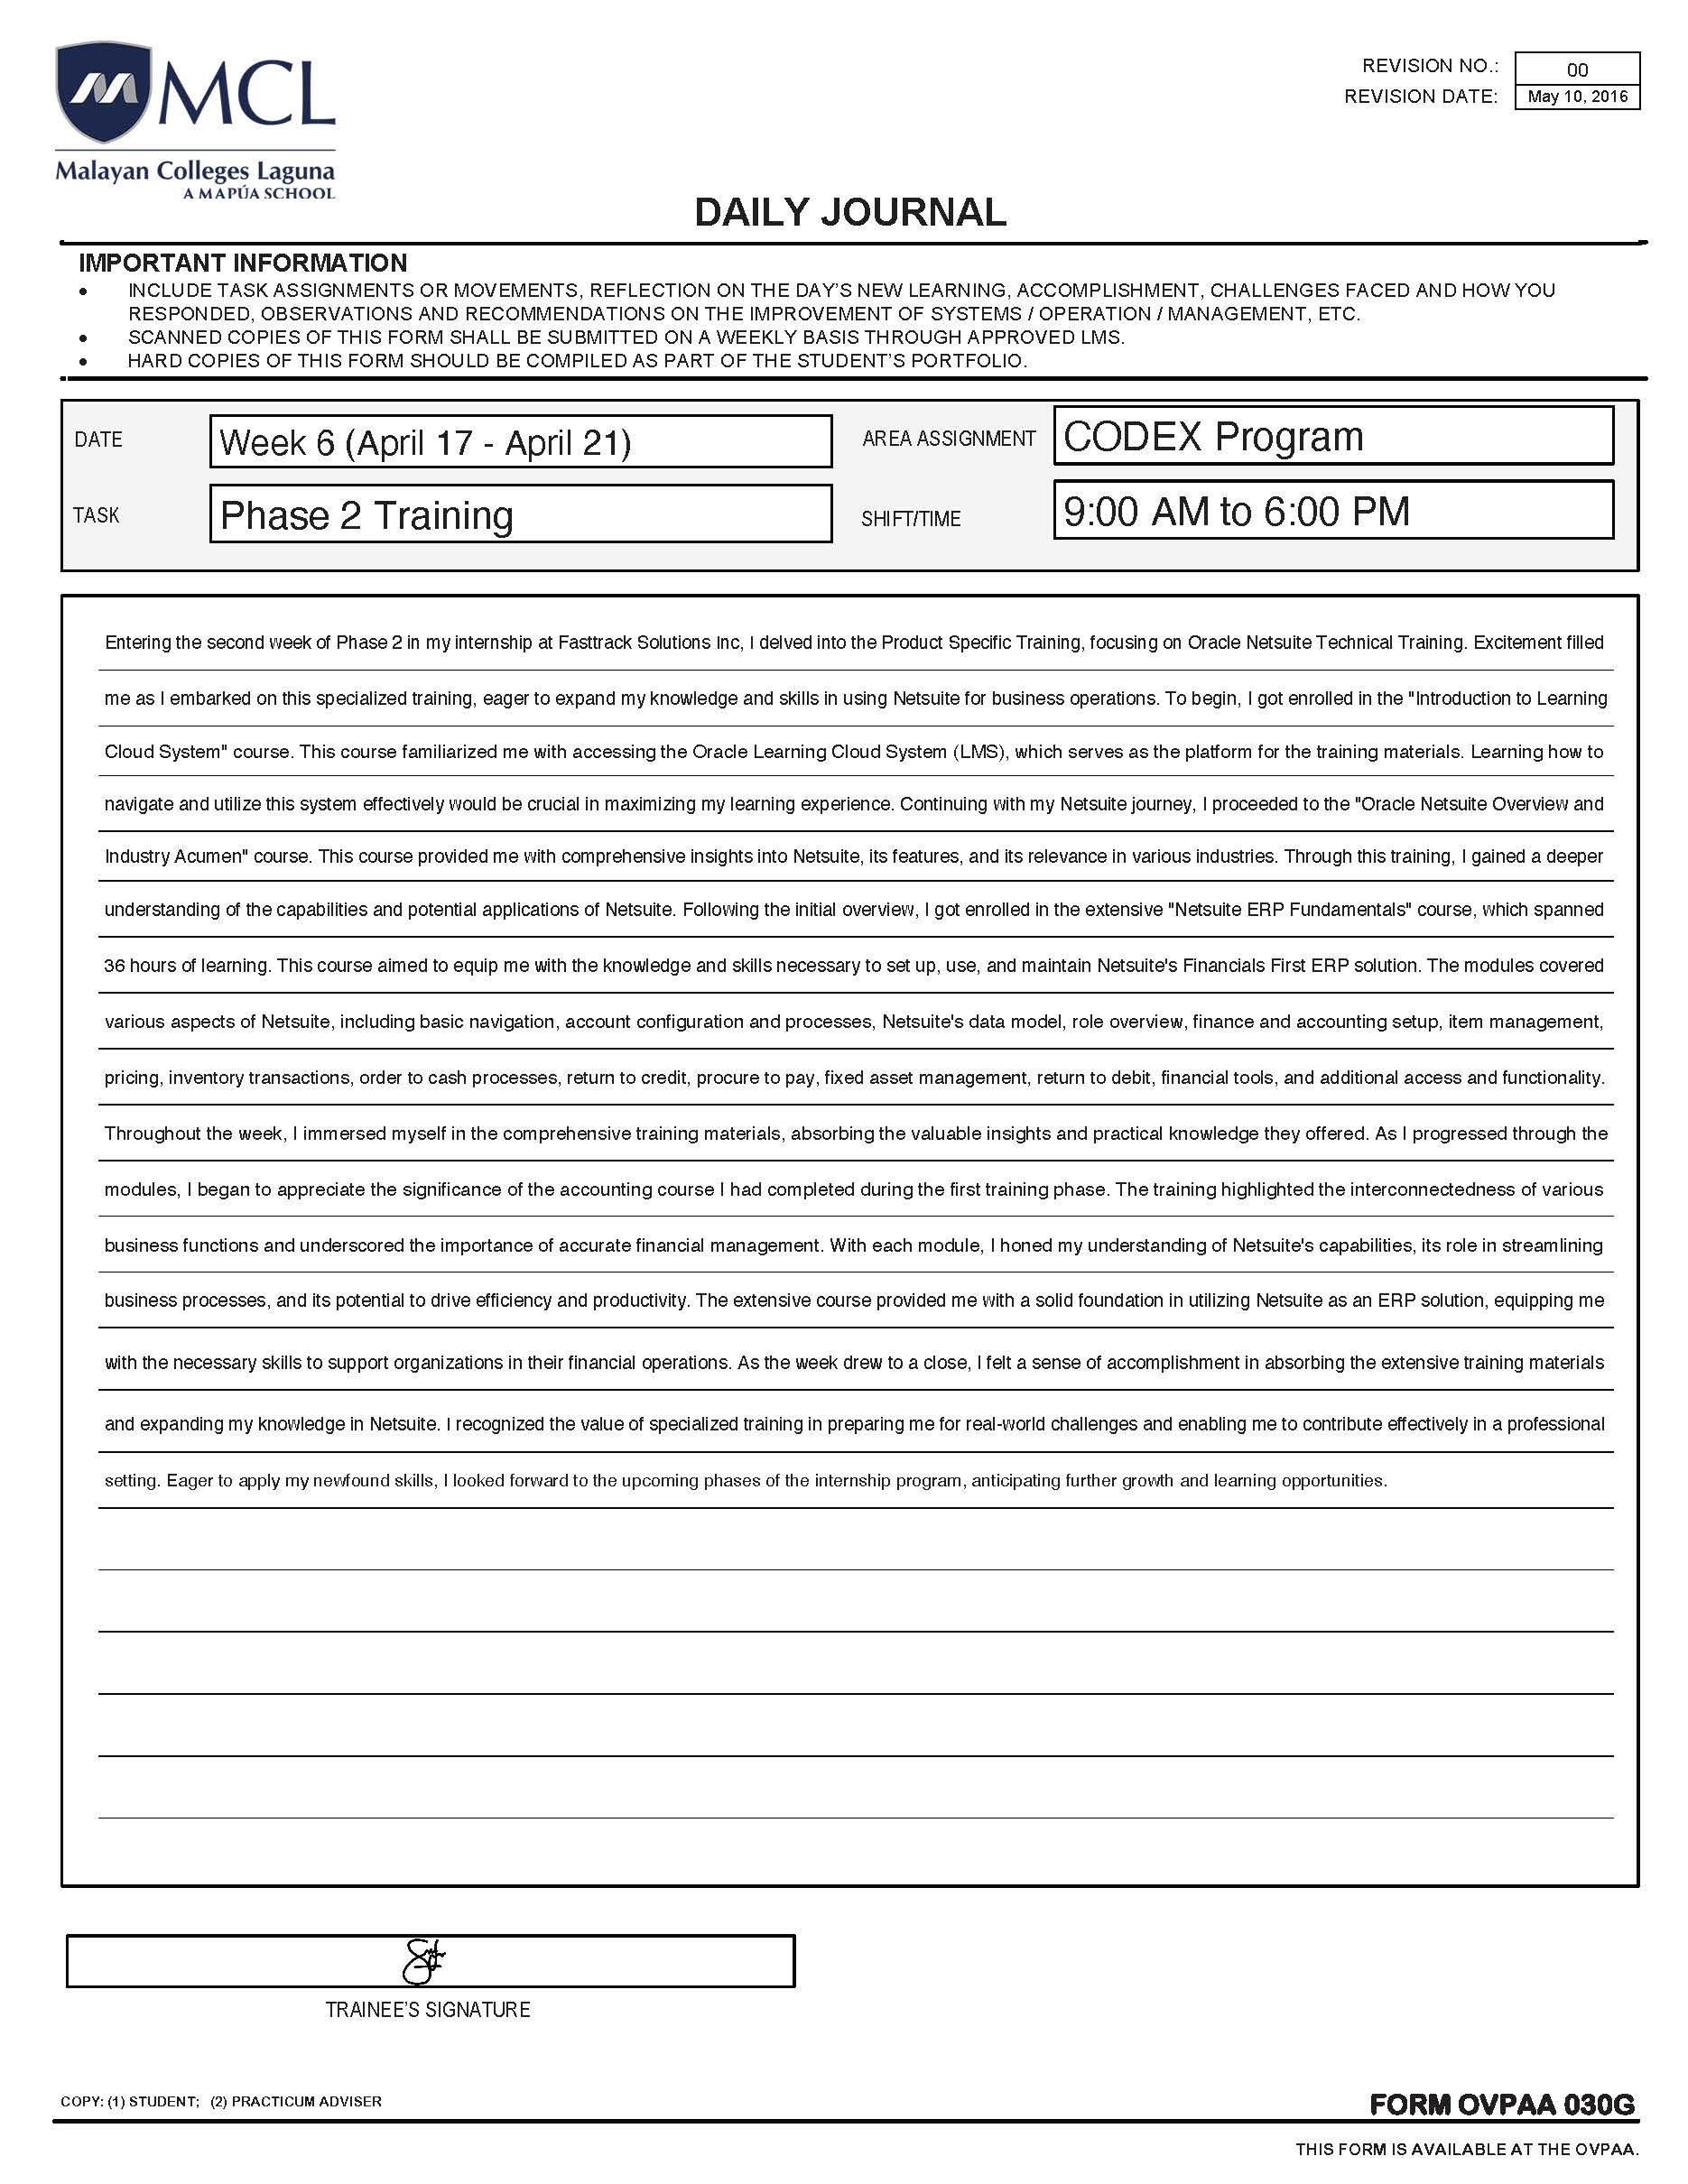 MCL
Malayan Colleges Laguna
A MAPÚA SCHOOL
REVISION NO.: 00
REVISION DATE: May 10, 2016
DAILY JOURNAL
IMPORTANT INFORMATION
• INCLUDE TASK ASSIGNMENTS OR MOVEMENTS, REFLECTION ON THE DAY'S NEW LEARNING, ACCOMPLISHMENT, CHALLENGES FACED AND HOW YOU
RESPONDED, OBSERVATIONS AND RECOMMENDATIONS ON THE IMPROVEMENT OF SYSTEMS / OPERATION / MANAGEMENT, ETC.
• SCANNED COPIES OF THIS FORM SHALL BE SUBMITTED ON A WEEKLY BASIS THROUGH APPROVED LMS.
• HARD COPIES OF THIS FORM SHOULD BE COMPILED AS PART OF THE STUDENT'S PORTFOLIO.
DATE Week 6 (April 17 - April 21) AREA ASSIGNMENT CODEX Program
TASK Phase 2 Training SHIFT/TIME 9:00 AM to 6:00 PM
Entering the second week of Phase 2 in my internship at Fasttrack Solutions Inc, I delved into the Product Specific Training, focusing on Oracle Netsuite Technical Training. Excitement filled
me as I embarked on this specialized training, eager to expand my knowledge and skills in using Netsuite for business operations. To begin, I got enrolled in the "Introduction to Learning
Cloud System" course. This course familiarized me with accessing the Oracle Learning Cloud System (LMS), which serves as the platform for the training materials. Learning how to
navigate and utilize this system effectively would be crucial in maximizing my learning experience. Continuing with my Netsuite journey, I proceeded to the "Oracle Netsuite Overview and
Industry Acumen" course. This course provided me with comprehensive insights into Netsuite, its features, and its relevance in various industries. Through this training, I gained a deeper
understanding of the capabilities and potential applications of Netsuite. Following the initial overview, I got enrolled in the extensive "Netsuite ERP Fundamentals" course, which spanned
36 hours of learning. This course aimed to equip me with the knowledge and skills necessary to set up, use, and maintain Netsuite's Financials First ERP solution. The modules covered
various aspects of Netsuite, including basic navigation, account configuration and processes, Netsuite's data model, role overview, finance and accounting setup, item management,
pricing, inventory transactions, order to cash processes, return to credit, procure to pay, fixed asset management, return to debit, financial tools, and additional access and functionality.
Throughout the week, I immersed myself in the comprehensive training materials, absorbing the valuable insights and practical knowledge they offered. As I progressed through the
modules, I began to appreciate the significance of the accounting course I had completed during the first training phase. The training highlighted the interconnectedness of various
business functions and underscored the importance of accurate financial management. With each module, I honed my understanding of Netsuite's capabilities, its role in streamlining
business processes, and its potential to drive efficiency and productivity. The extensive course provided me with a solid foundation in utilizing Netsuite as an ERP solution, equipping me
with the necessary skills to support organizations in their financial operations. As the week drew to a close, I felt a sense of accomplishment in absorbing the extensive training materials
and expanding my knowledge in Netsuite. I recognized the value of specialized training in preparing me for real-world challenges and enabling me to contribute effectively in a professional
setting. Eager to apply my newfound skills, I looked forward to the upcoming phases of the internship program, anticipating further growth and learning opportunities.
TRAINEE'S SIGNATURE
COPY: (1) STUDENT; (2) PRACTICUM ADVISER
FORM OVPAA 030G
THIS FORM IS AVAILABLE AT THE OVPAA.